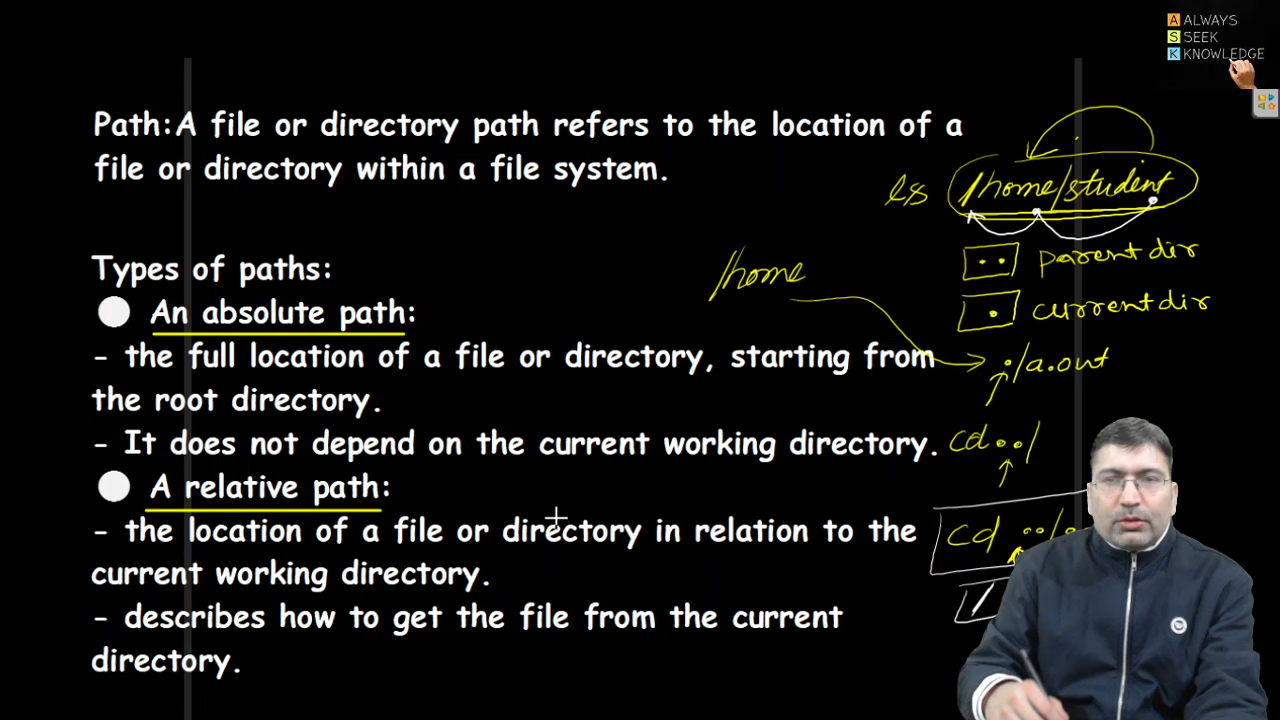 ALWAYS
SEEK
KNOWLEDGE
Path:A file or directory path refers to the location of a
file or directory within a file system.
ls /home/student
.. parent dir
/home
. current dir
Types of paths:
An absolute path:
- the full location of a file or directory, starting from
the root directory.
./a.out
- It does not depend on the current working directory.
cd ../
A relative path:
- the location of a file or directory in relation to the
current working directory.
cd ../
/
- describes how to get the file from the current
directory.